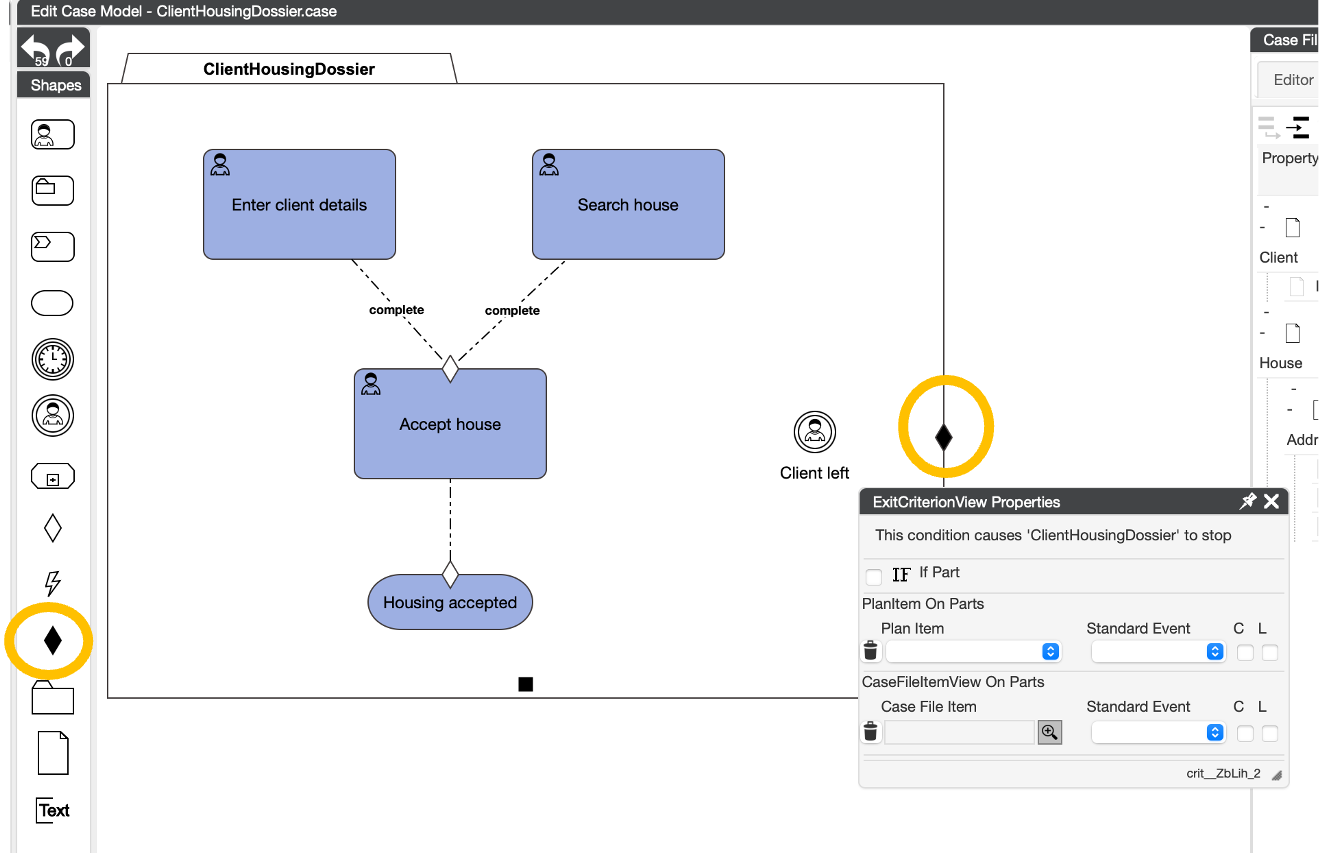 Edit Case Model - ClientHousingDossier.case
59 0
Shapes
Text
ClientHousingDossier
Enter client details
Search house
complete
complete
Accept house
Client left
Housing accepted
ExitCriterionView Properties
This condition causes 'ClientHousingDossier' to stop
IF If Part
PlanItem On Parts
Plan Item Standard Event C L
CaseFileItemView On Parts
Case File Item Standard Event C L
crit__ZbLih_2
Case Fil
Editor
Property
-
-
Client
-
-
House
-
-
Addr